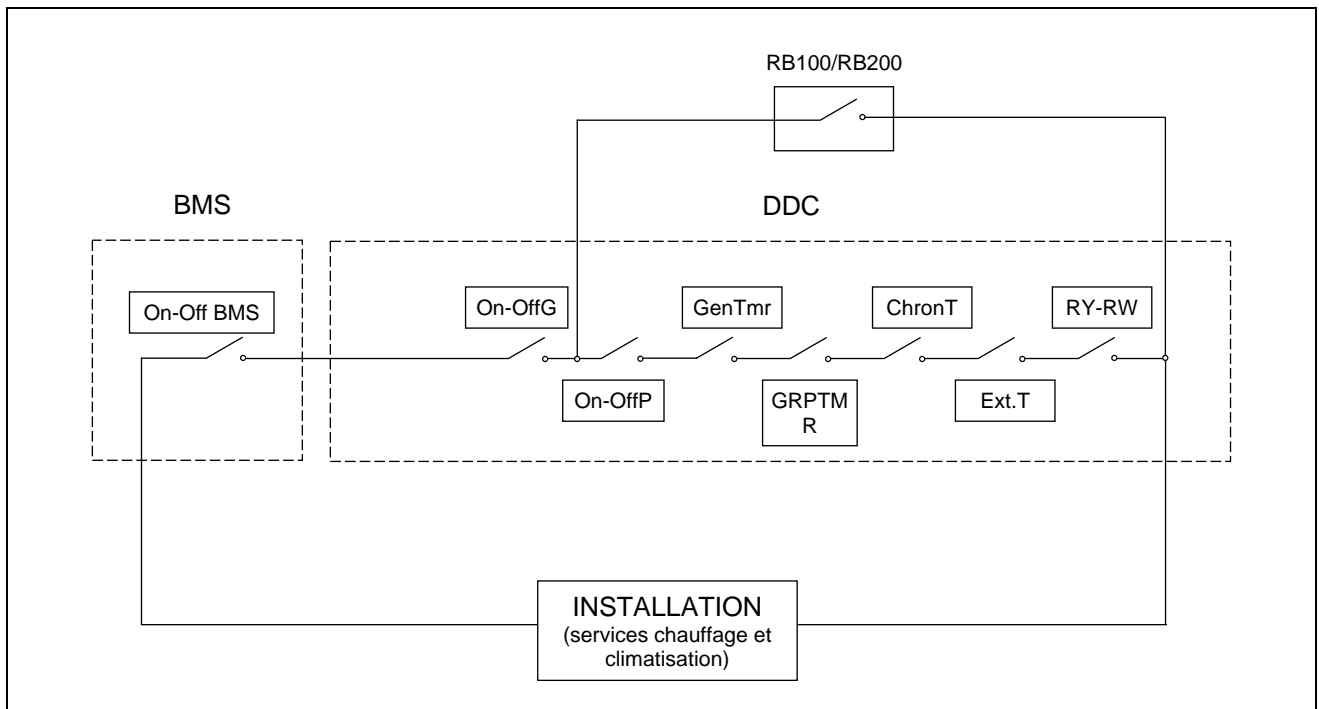 RB100/RB200
BMS
DDC
On-Off BMS
On-OffG
GenTmr
ChronT
RY-RW
On-OffP
GRPTM
R
Ext.T
INSTALLATION
(services chauffage et
climatisation)